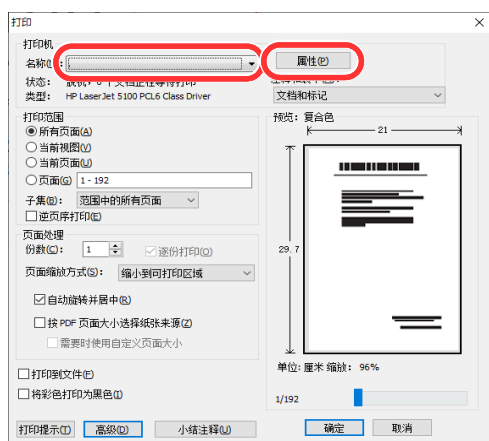 打印
打印机
名称(
属性(P)
状态:
类型: HP LaserJet 5100 PCL6 Class Driver
文档和标记
打印范围
所有页面(A)
当前视图(V)
当前页面(U)
页面(G) 1 - 192
子集(B): 范围中的所有页面
逆页序打印(E)
页面处理
份数(C): 1 逐份打印(O)
页面缩放方式(S): 缩小到可打印区域
自动旋转并居中(R)
按 PDF 页面大小选择纸张来源(Z)
需要时使用自定义页面大小
打印到文件(F)
将彩色打印为黑色(I)
预览: 复合色
21
29.7
单位: 厘米 缩放: 96%
1/192
打印提示(T) 高级(D) 小结注释(U) 确定 取消